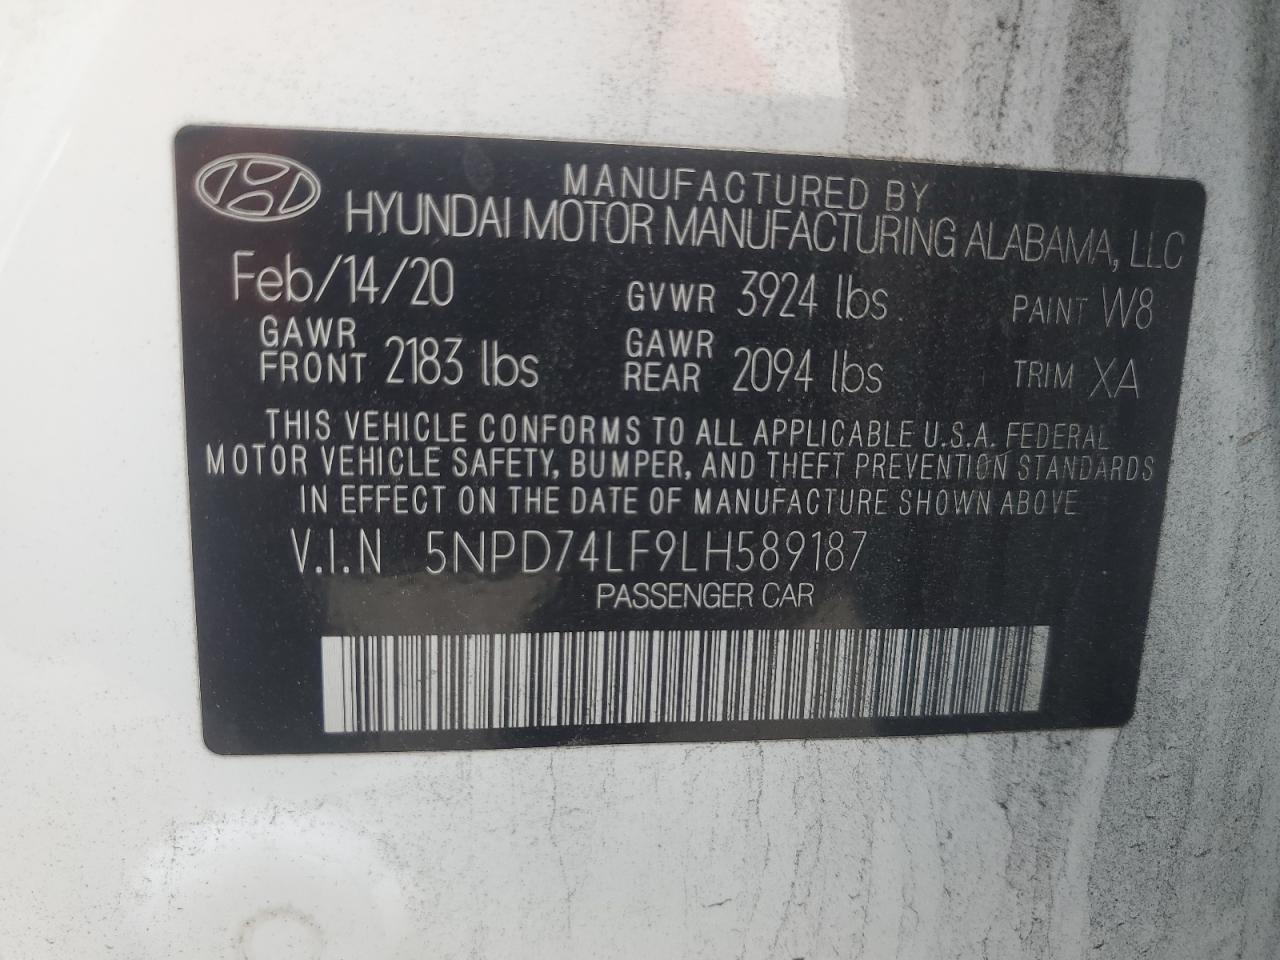 MANUFACTURED BY
HYUNDAI MOTOR MANUFACTURING ALABAMA, LLC
Feb/14/20 GVWR 3924 lbs PAINT W8
GAWR FRONT 2183 lbs GAWR REAR 2094 lbs TRIM XA
THIS VEHICLE CONFORMS TO ALL APPLICABLE U.S.A. FEDERAL
MOTOR VEHICLE SAFETY, BUMPER, AND THEFT PREVENTION STANDARDS
IN EFFECT ON THE DATE OF MANUFACTURE SHOWN ABOVE
V.I.N 5NPD74LF9LH589187
PASSENGER CAR